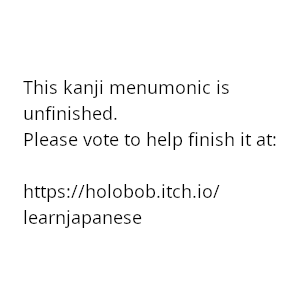 This kanji menumonic is
unfinished.
Please vote to help finish it at:
https://holobob.itch.io/
learnjapanese